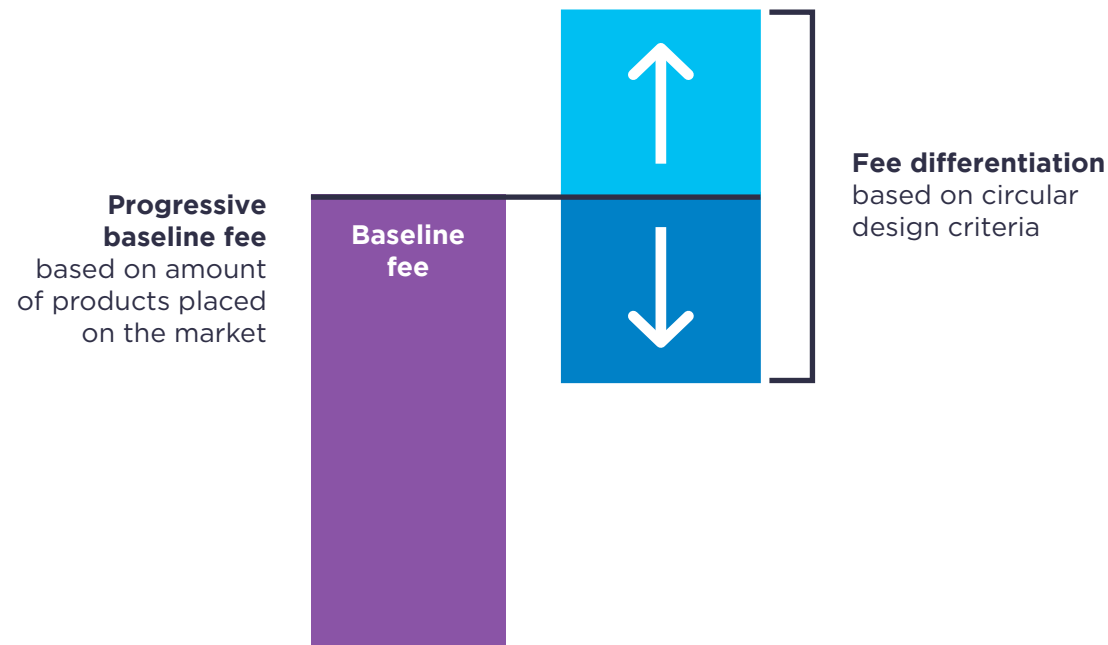 Progressive
baseline fee
based on amount
of products placed
on the market
Baseline
fee
Fee differentiation
based on circular
design criteria